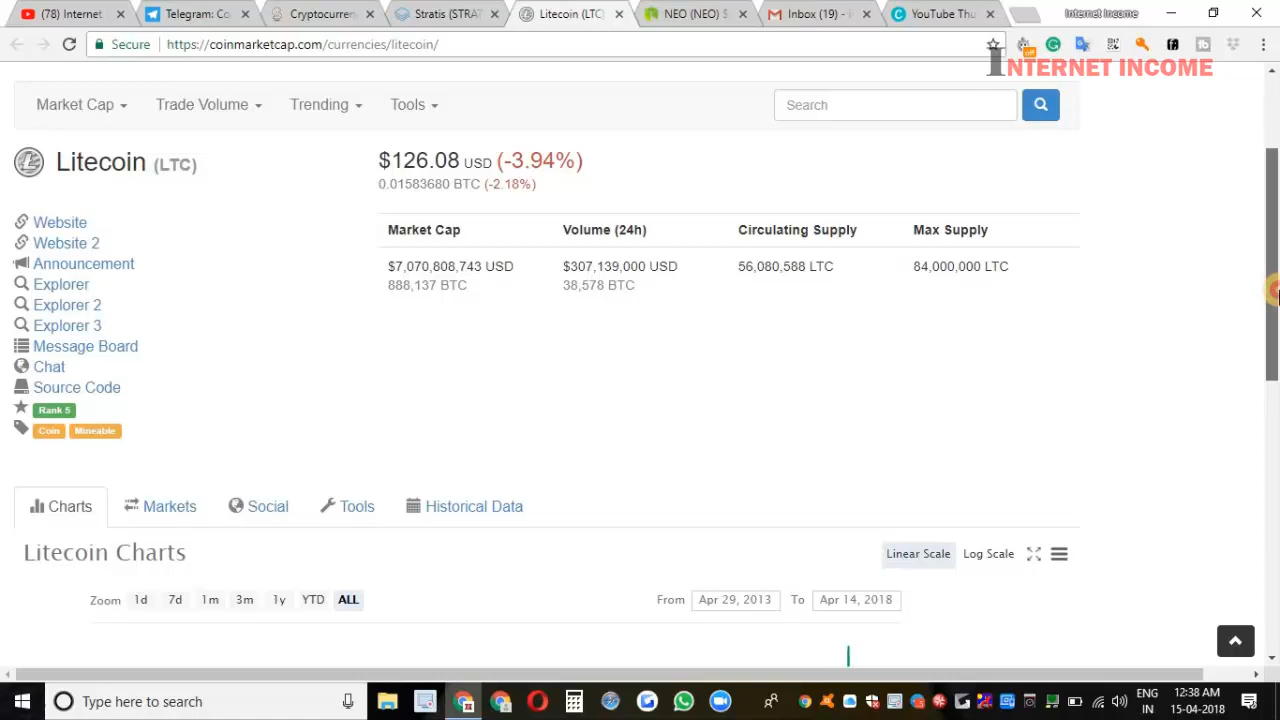 (78) Internet
Telegram: Co
Cryptocurren
Stratis (STRAT
Litecoin (LTC)
NEO (NEO) S
Inbox (19) -
YouTube Thu
Internet Income
Secure
https://coinmarketcap.com/currencies/litecoin/
off
INTERNET INCOME
Market Cap
Trade Volume
Trending
Tools
Search
Litecoin (LTC)
$126.08 USD (-3.94%)
0.01583680 BTC (-2.18%)
Website
Website 2
Announcement
Explorer
Explorer 2
Explorer 3
Message Board
Chat
Source Code
Rank 5
Coin Mineable
Market Cap Volume (24h) Circulating Supply Max Supply
$7,070,808,743 USD $307,139,000 USD 56,080,588 LTC 84,000,000 LTC
888,137 BTC 38,578 BTC
Charts Markets Social Tools Historical Data
Litecoin Charts
Linear Scale Log Scale
Zoom 1d 7d 1m 3m 1y YTD ALL
From Apr 29, 2013 To Apr 14, 2018
Type here to search
ENG
IN
12:38 AM
15-04-2018